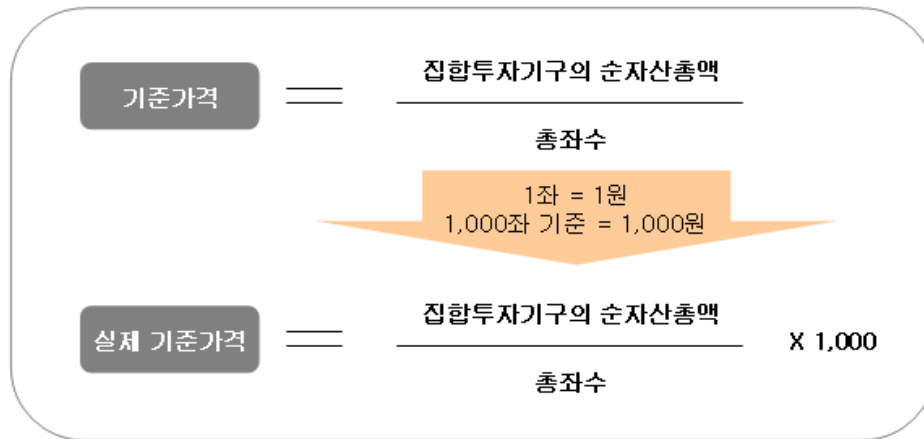 집합투자기구의 순자산총액
기준가격
총좌수
1좌 = 1원
1,000좌 기준 = 1,000원
집합투자기구의 순자산총액
실제 기준가격
X 1,000
총좌수